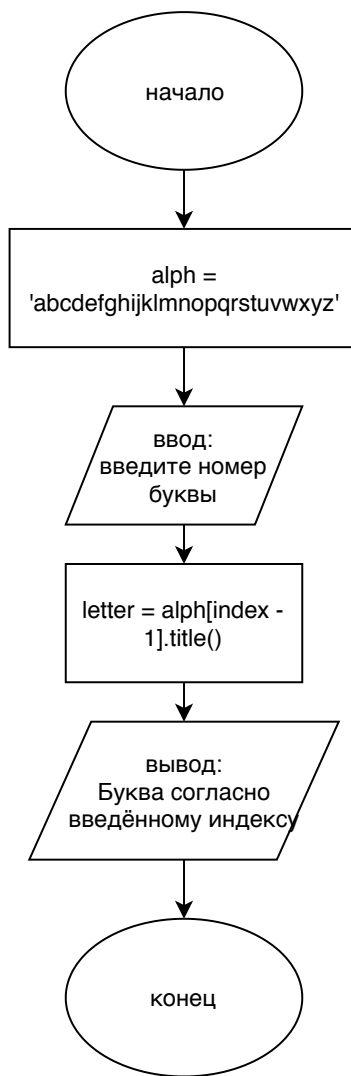 начало
alph =
'abcdefghijklmnopqrstuvwxyz'
ввод:
введите номер
буквы
letter = alph[index -
1].title()
вывод:
Буква согласно
введённому индексу
конец